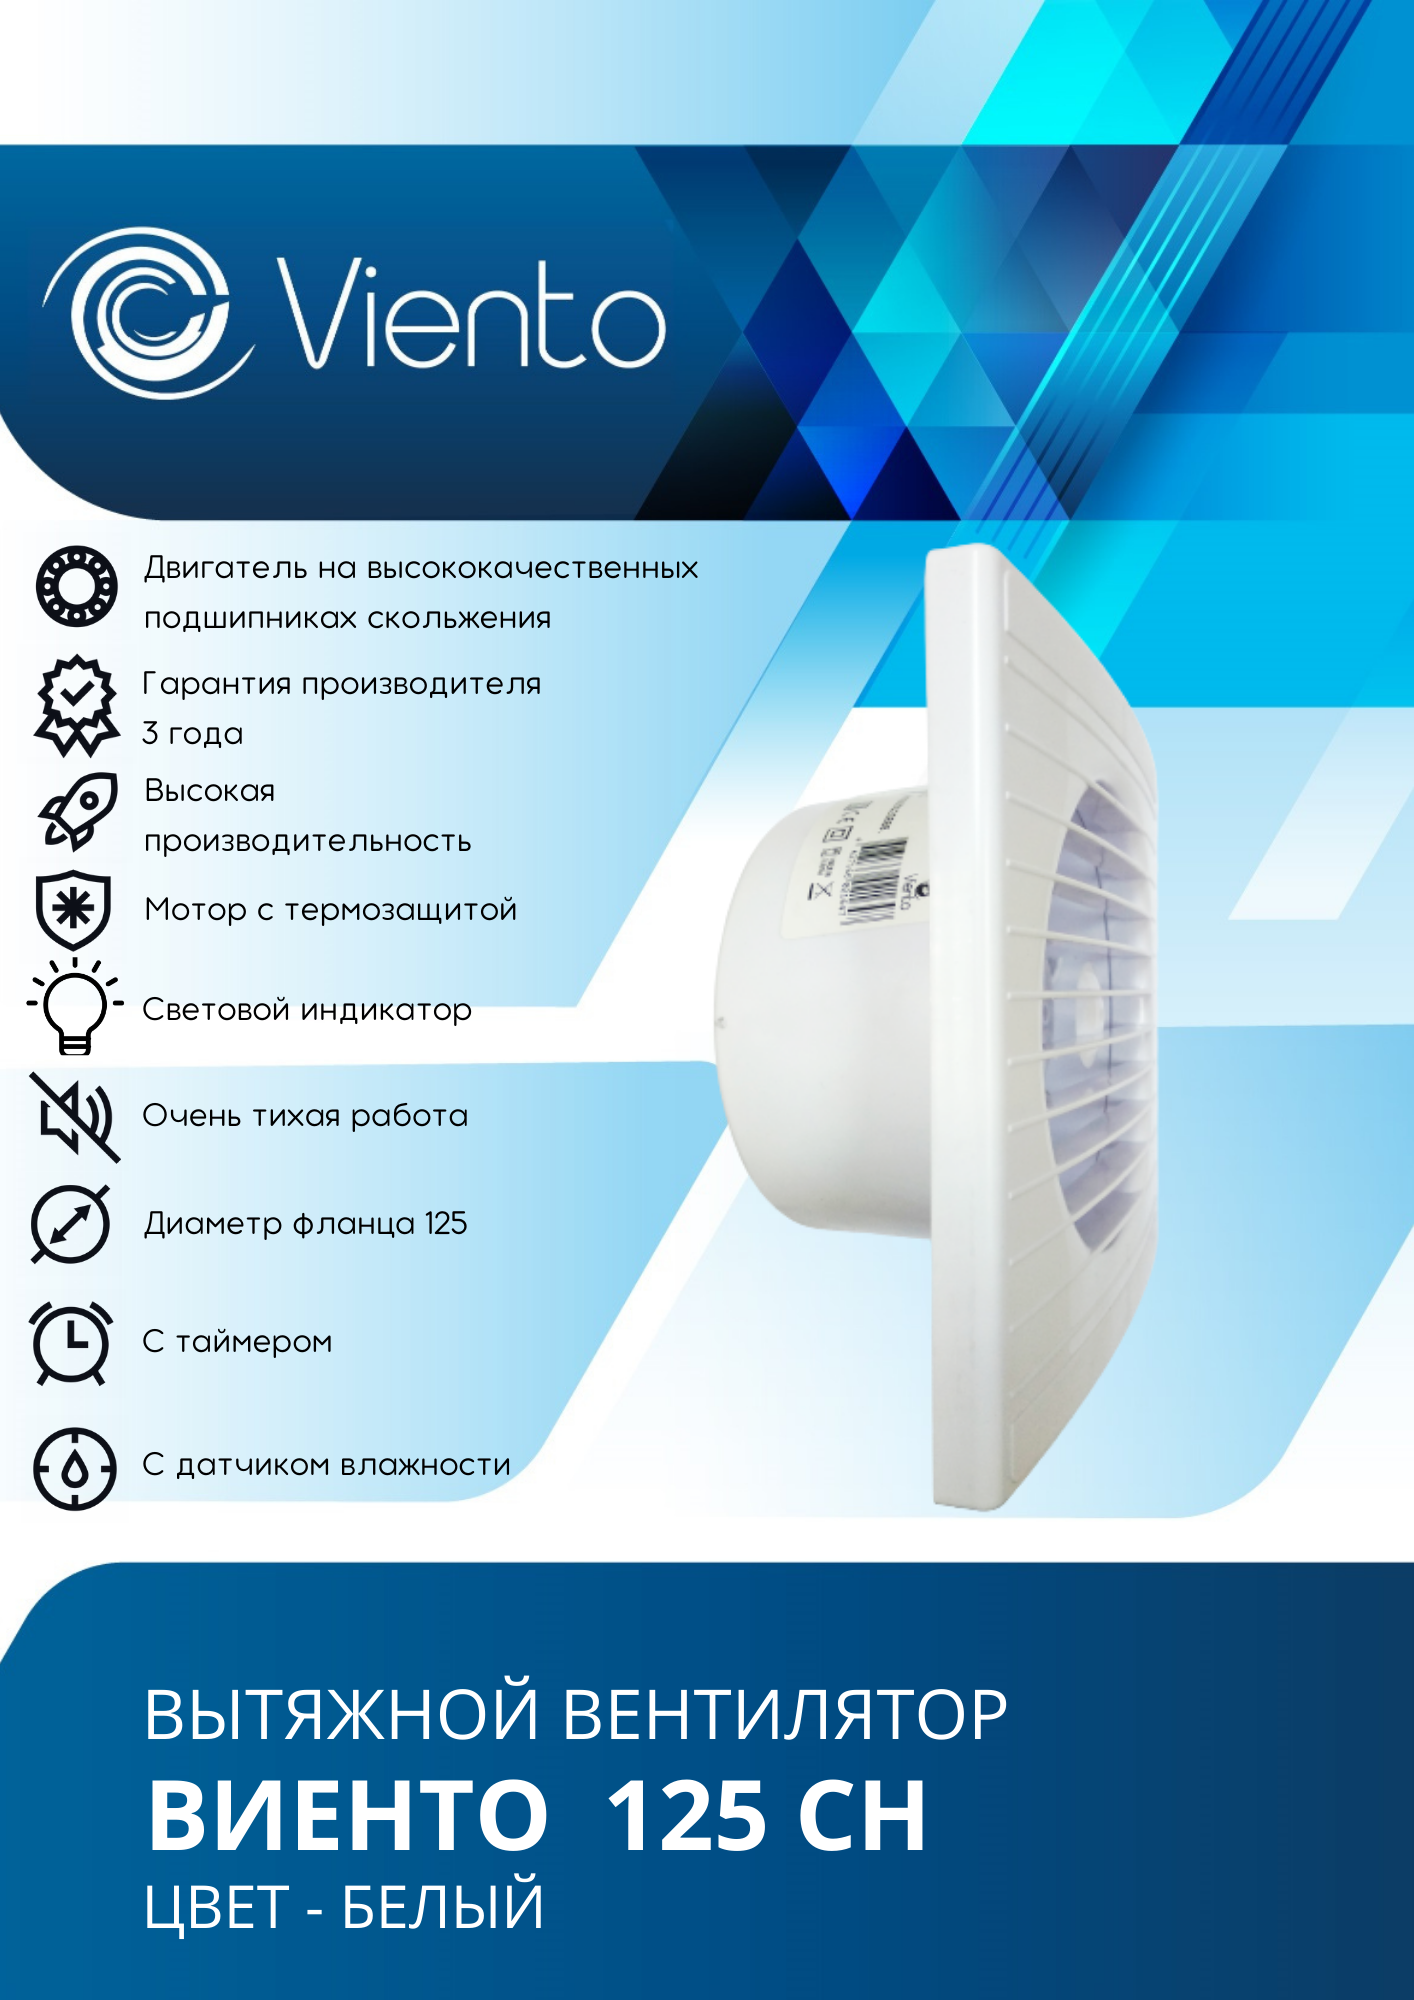 Viento
Двигатель на высококачественных
подшипниках скольжения
Гарантия производителя
3 года
Высокая
производительность
Мотор с термозащитой
Световой индикатор
Очень тихая работа
Диаметр фланца 125
С таймером
С датчиком влажности
Viento
ВЫТЯЖНОЙ ВЕНТИЛЯТОР
ВИЕНТО 125 СН
ЦВЕТ - БЕЛЫЙ